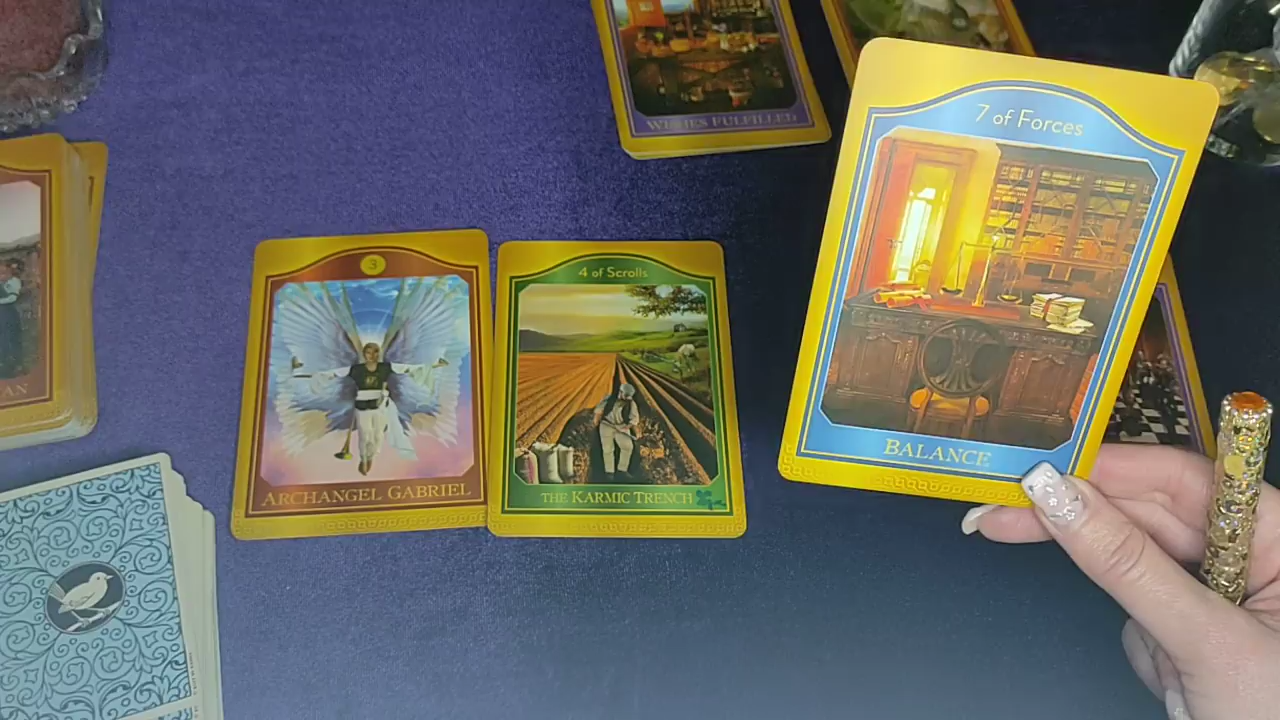 WISHES FULFILLED
7 of Forces
3
4 of Scrolls
BALANCE
ARCHANGEL GABRIEL
THE KARMIC TRENCH